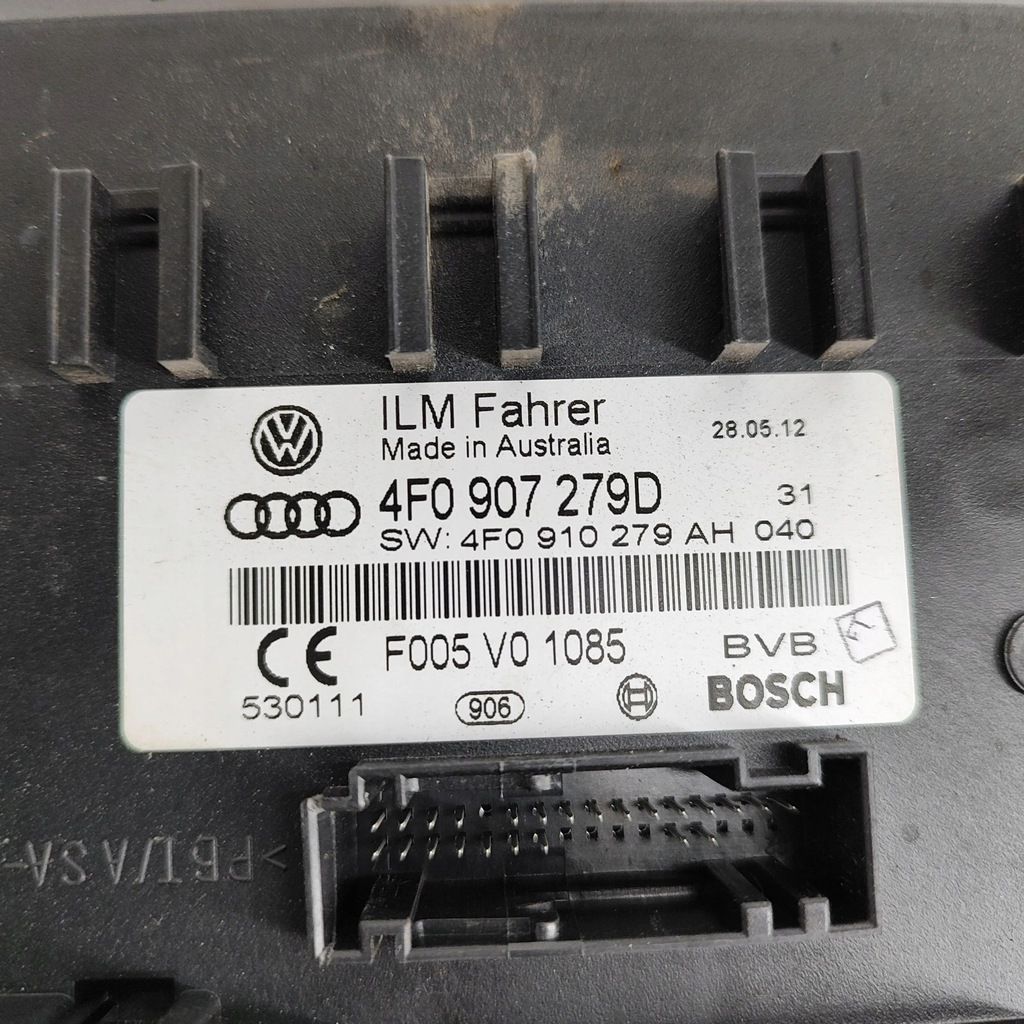 ILM Fahrer
Made in Australia
28.05.12
4F0 907 279D
31
SW: 4F0 910 279 AH 040
F005 V0 1085
BVB
530111
906
BOSCH